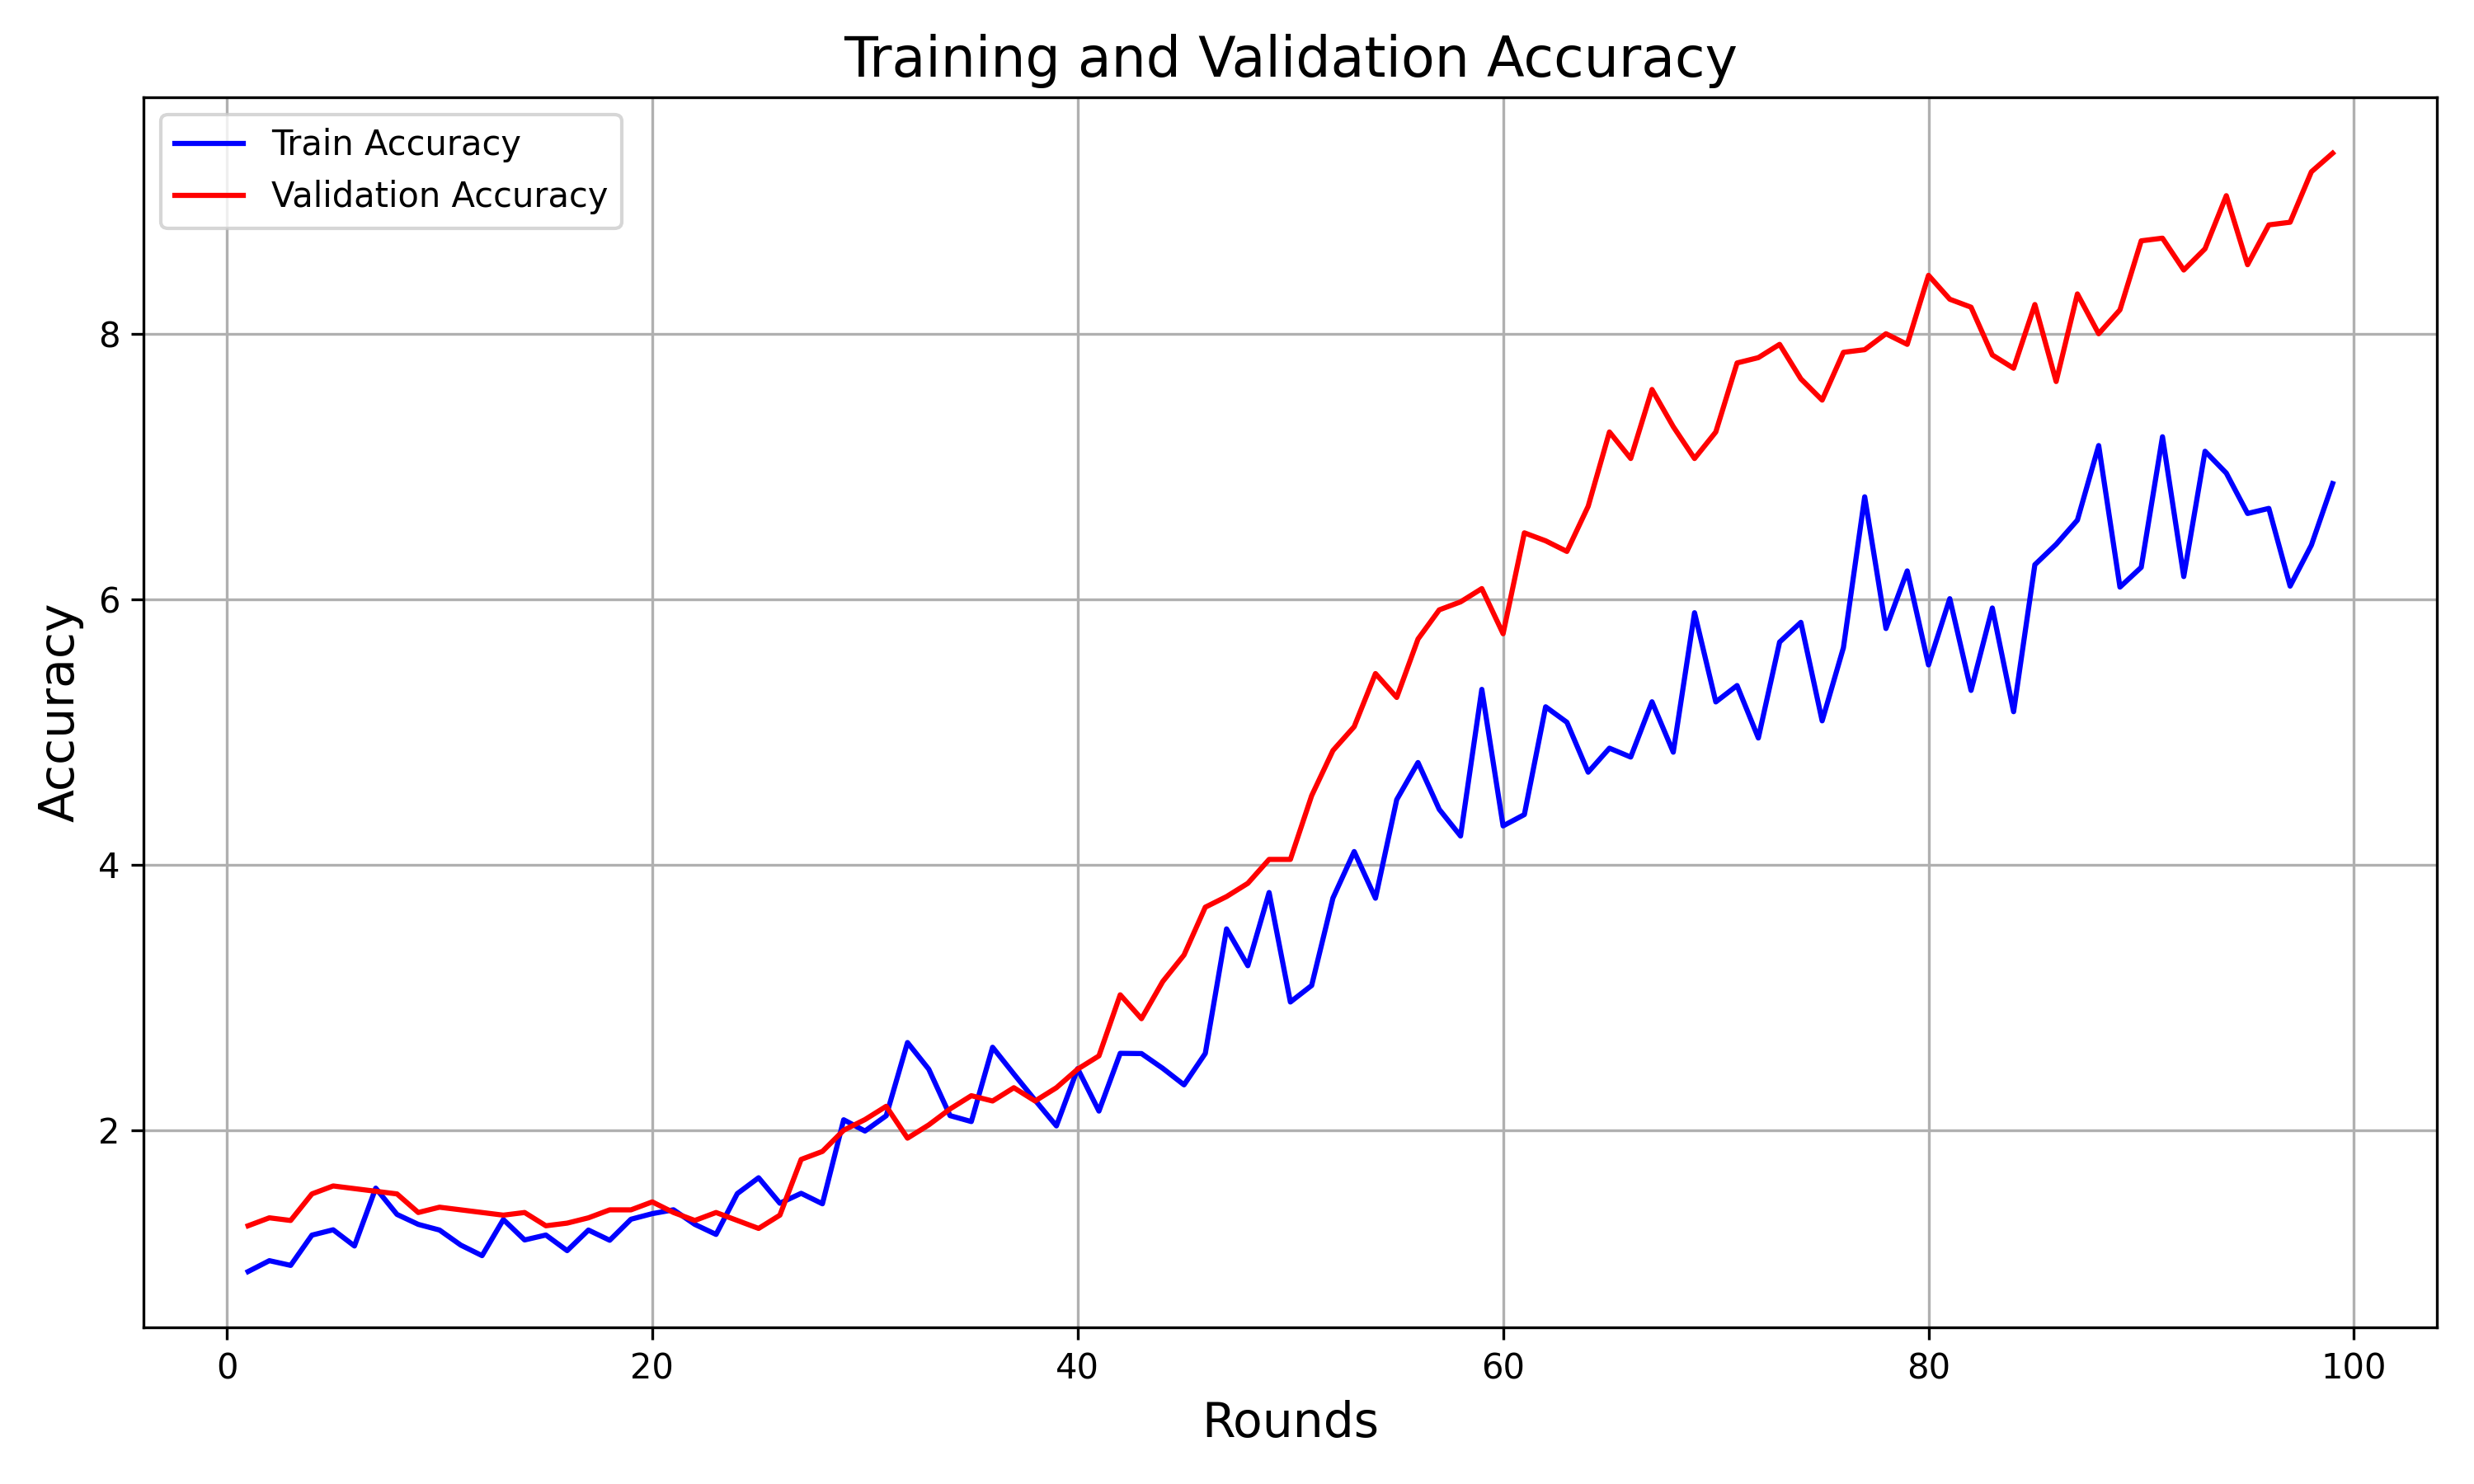 Training and Validation Accuracy
Train Accuracy
Validation Accuracy
Accuracy
8
6
4
2
0 20 40 60 80 100
Rounds